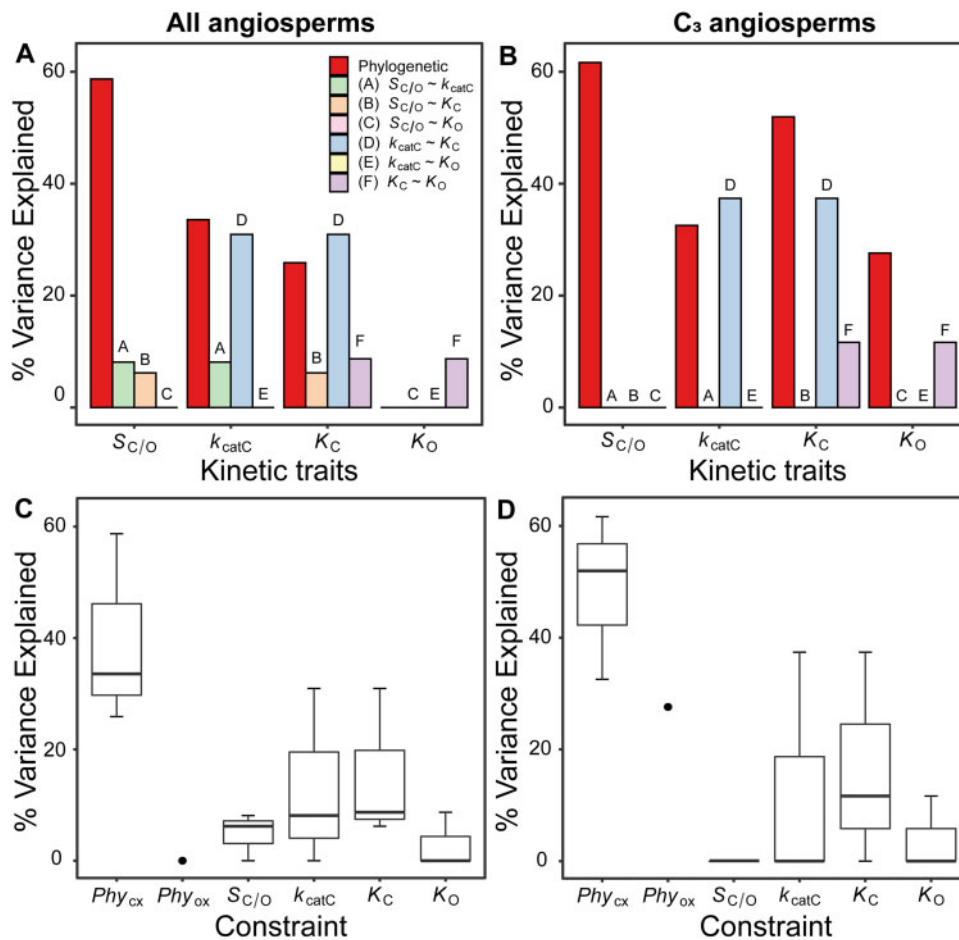 All angiosperms
C₃ angiosperms
A
% Variance Explained
60
40
20
0
Phylogenetic
(A) S_C/O ~ k_catC
(B) S_C/O ~ K_C
(C) S_C/O ~ K_O
(D) k_catC ~ K_C
(E) k_catC ~ K_O
(F) K_C ~ K_O
A B C A D E B D F C E F
S_C/O k_catC K_C K_O
Kinetic traits
B
% Variance Explained
60
40
20
0
A B C A D E B D F C E F
S_C/O k_catC K_C K_O
Kinetic traits
C
% Variance Explained
60
40
20
0
Phy_cx Phy_ox S_C/O k_catC K_C K_O
Constraint
D
% Variance Explained
60
40
20
0
Phy_cx Phy_ox S_C/O k_catC K_C K_O
Constraint